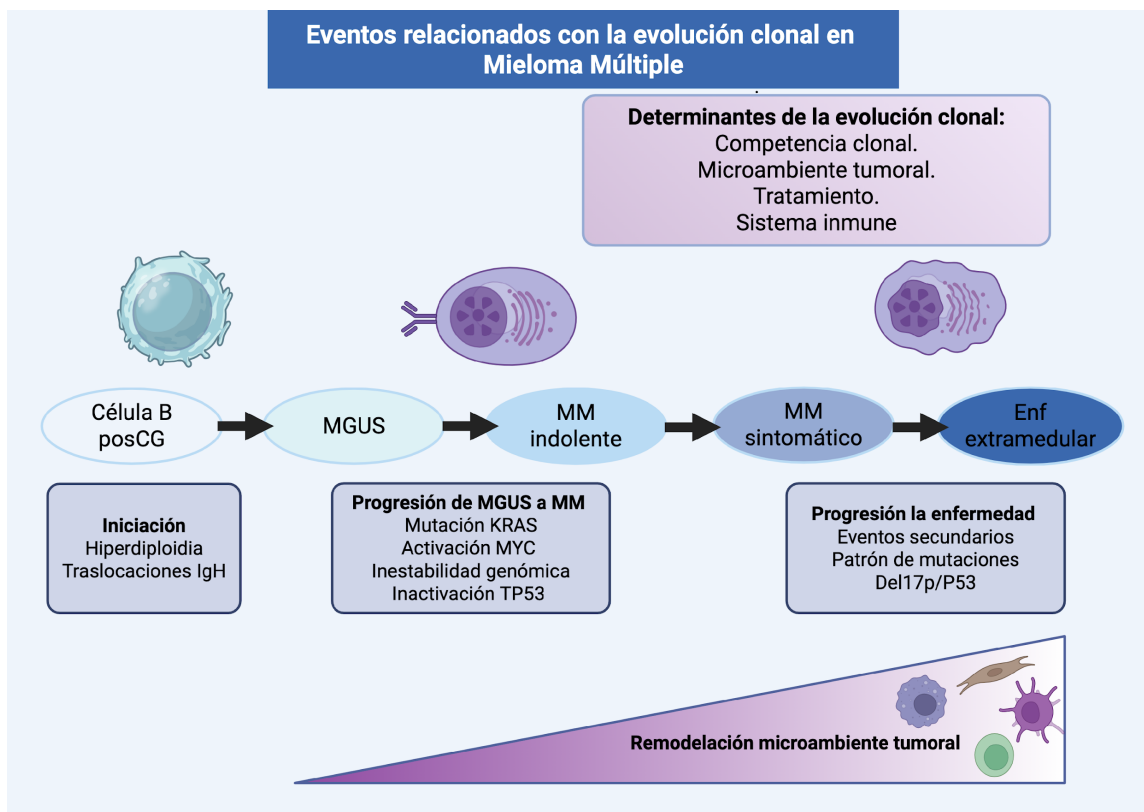 Eventos relacionados con la evolución clonal en
Mieloma Múltiple
Determinantes de la evolución clonal:
Competencia clonal.
Microambiente tumoral.
Tratamiento.
Sistema inmune
Célula B
posCG
MGUS
MM
indolente
MM
sintomático
Enf
extramedular
Iniciación
Hiperdiploidia
Traslocaciones IgH
Progresión de MGUS a MM
Mutación KRAS
Activación MYC
Inestabilidad genómica
Inactivación TP53
Progresión la enfermedad
Eventos secundarios
Patrón de mutaciones
Del17p/P53
Remodelación microambiente tumoral